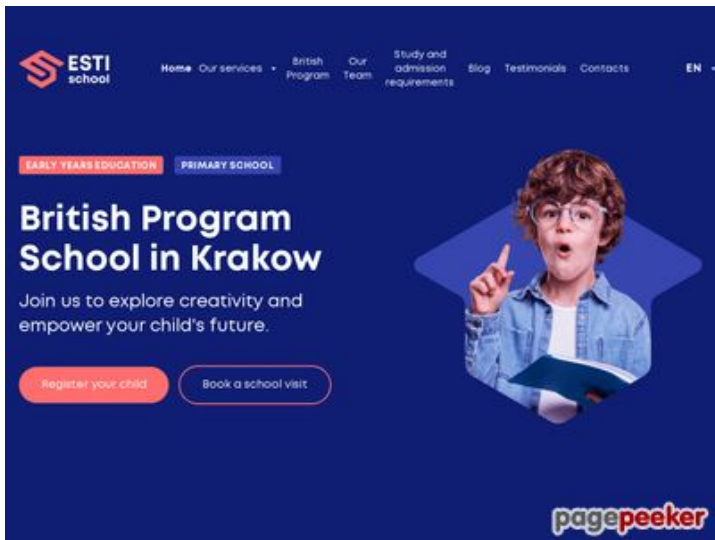 ESTI
school
Home
Our services
British
Program
Our
Team
Study and
admission
requirements
Blog
Testimonials
Contacts
EN
EARLY YEARS EDUCATION
PRIMARY SCHOOL
British Program
School in Krakow
Join us to explore creativity and
empower your child's future.
Register your child
Book a school visit
pagepeeker